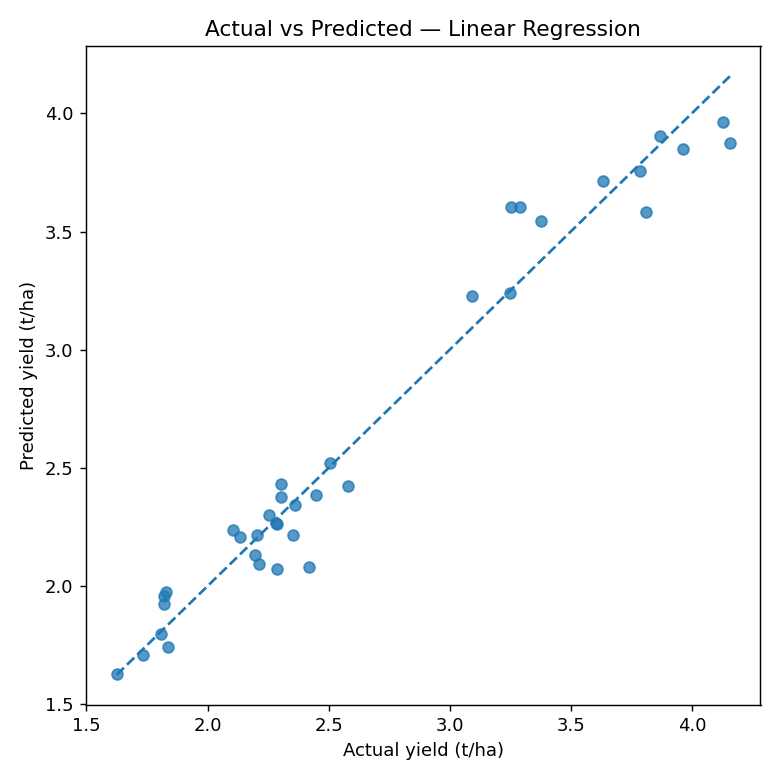 Actual vs Predicted — Linear Regression
Predicted yield (t/ha)
4.0
3.5
3.0
2.5
2.0
1.5
1.5 2.0 2.5 3.0 3.5 4.0
Actual yield (t/ha)